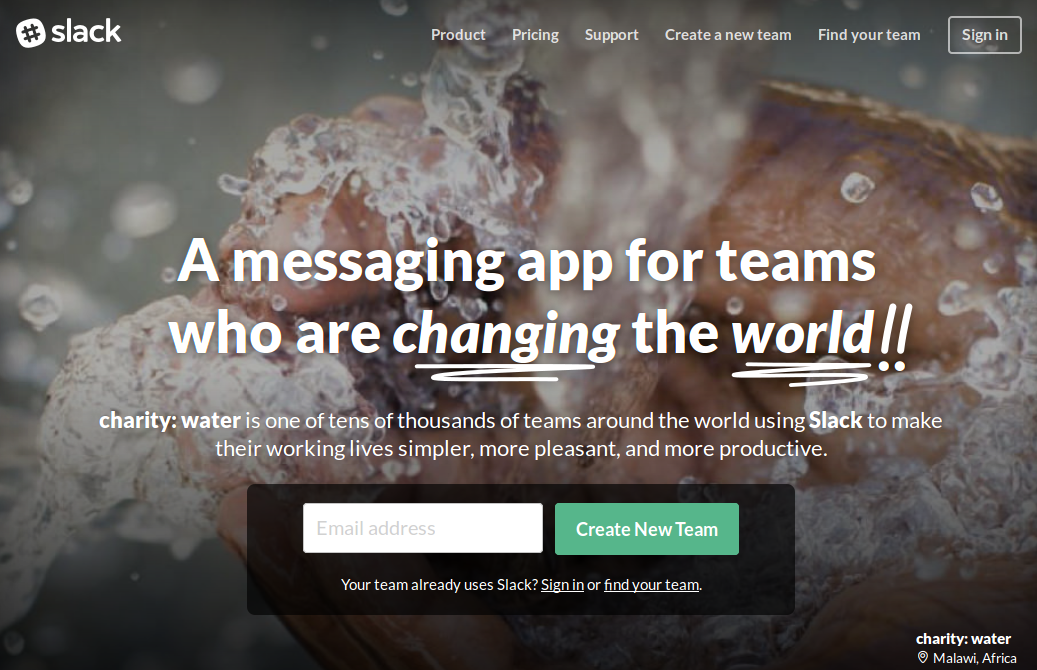 slack
Product Pricing Support Create a new team Find your team Sign in
A messaging app for teams
who are changing the world!!
charity: water is one of tens of thousands of teams around the world using Slack to make
their working lives simpler, more pleasant, and more productive.
Email address Create New Team
Your team already uses Slack? Sign in or find your team.
charity: water
Malawi, Africa